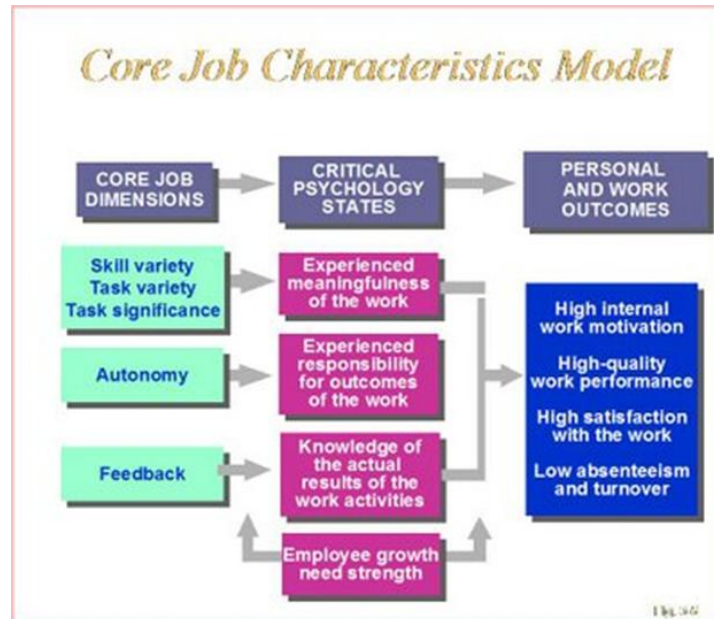 Core Job Characteristics Model
CORE JOB
DIMENSIONS
CRITICAL
PSYCHOLOGY
STATES
PERSONAL
AND WORK
OUTCOMES
Skill variety
Task variety
Task significance
Experienced
meaningfulness
of the work
Autonomy
Experienced
responsibility
for outcomes
of the work
Feedback
Knowledge of
the actual
results of the
work activities
Employee growth
need strength
High internal
work motivation
High-quality
work performance
High satisfaction
with the work
Low absenteeism
and turnover